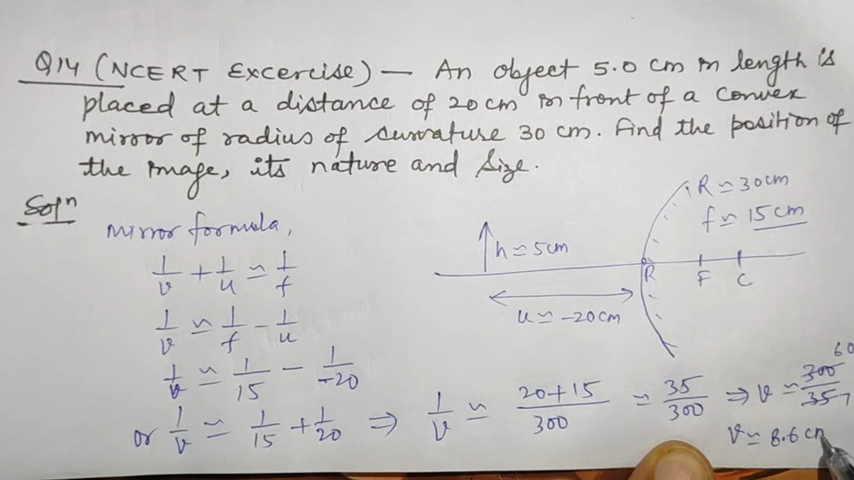 Q14 (NCERT Excercise) — An object 5.0 cm in length is
placed at a distance of 20 cm in front of a convex
mirror of radius of curvature 30 cm. Find the position of
the image, its nature and size.
Solⁿ
Mirror formula,
1/v + 1/u = 1/f
1/v = 1/f - 1/u
1/v = 1/15 - 1/-20
or 1/v = 1/15 + 1/20 ⇒ 1/v = 20+15/300 = 35/300 ⇒ v = 300/35 60 7
v = 8.6 cm
R = 30cm
f = 15cm
h = 5cm
P F C
u = -20cm